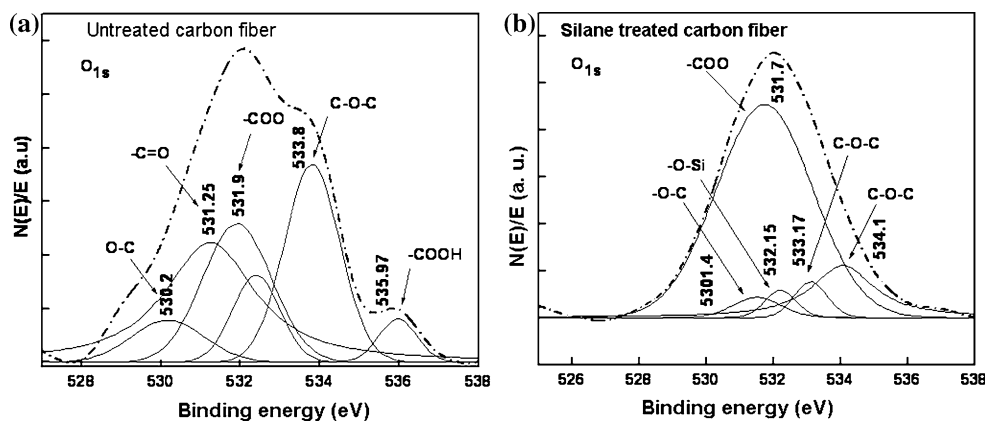 (a)
Untreated carbon fiber
O1s
C-O-C
-COO
533.8
-C=O
531.9
531.25
O-C
530.2
535.97
-COOH
N(E)/E (a.u)
528 530 532 534 536 538
Binding energy (eV)
(b)
Silane treated carbon fiber
O1s
-COO
531.7
C-O-C
-O-Si
-O-C
C-O-C
5301.4
532.15
533.17
534.1
N(E)/E (a. u.)
526 528 530 532 534 536 538
Binding energy (eV)